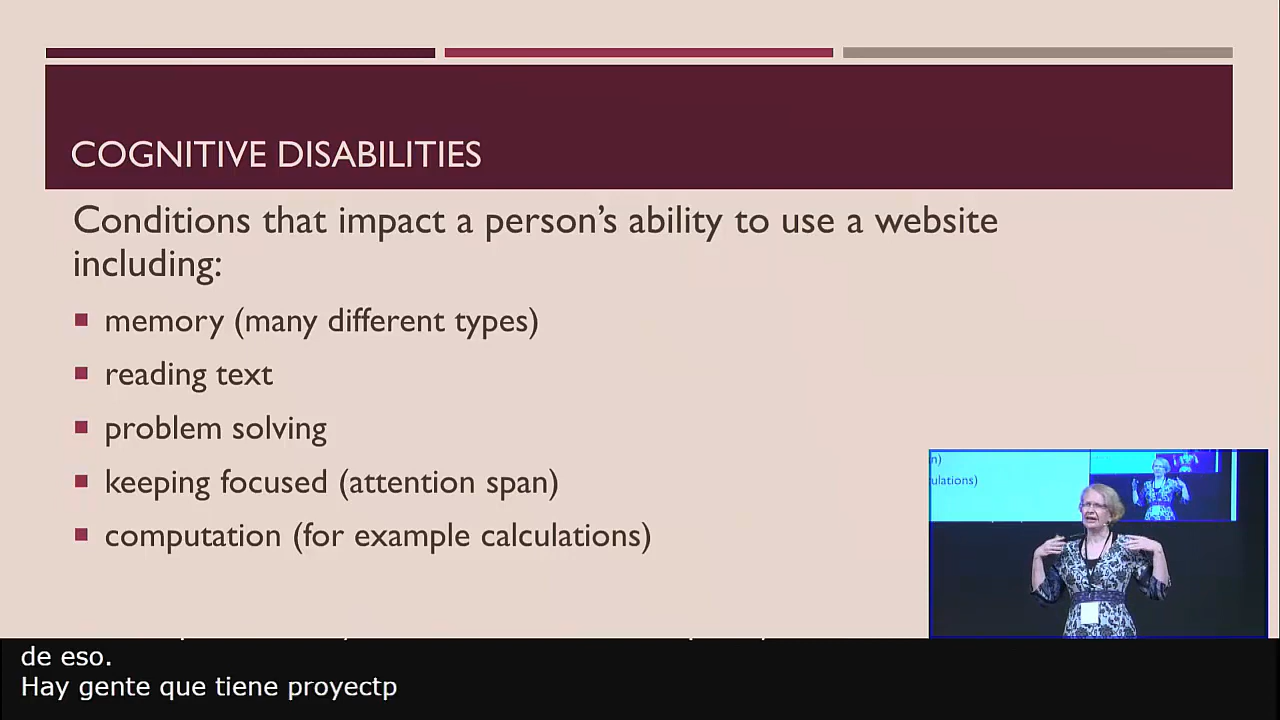 COGNITIVE DISABILITIES
Conditions that impact a person’s ability to use a website
including:
memory (many different types)
reading text
problem solving
keeping focused (attention span)
computation (for example calculations)
n)
ulations)
de eso.
Hay gente que tiene proyectp